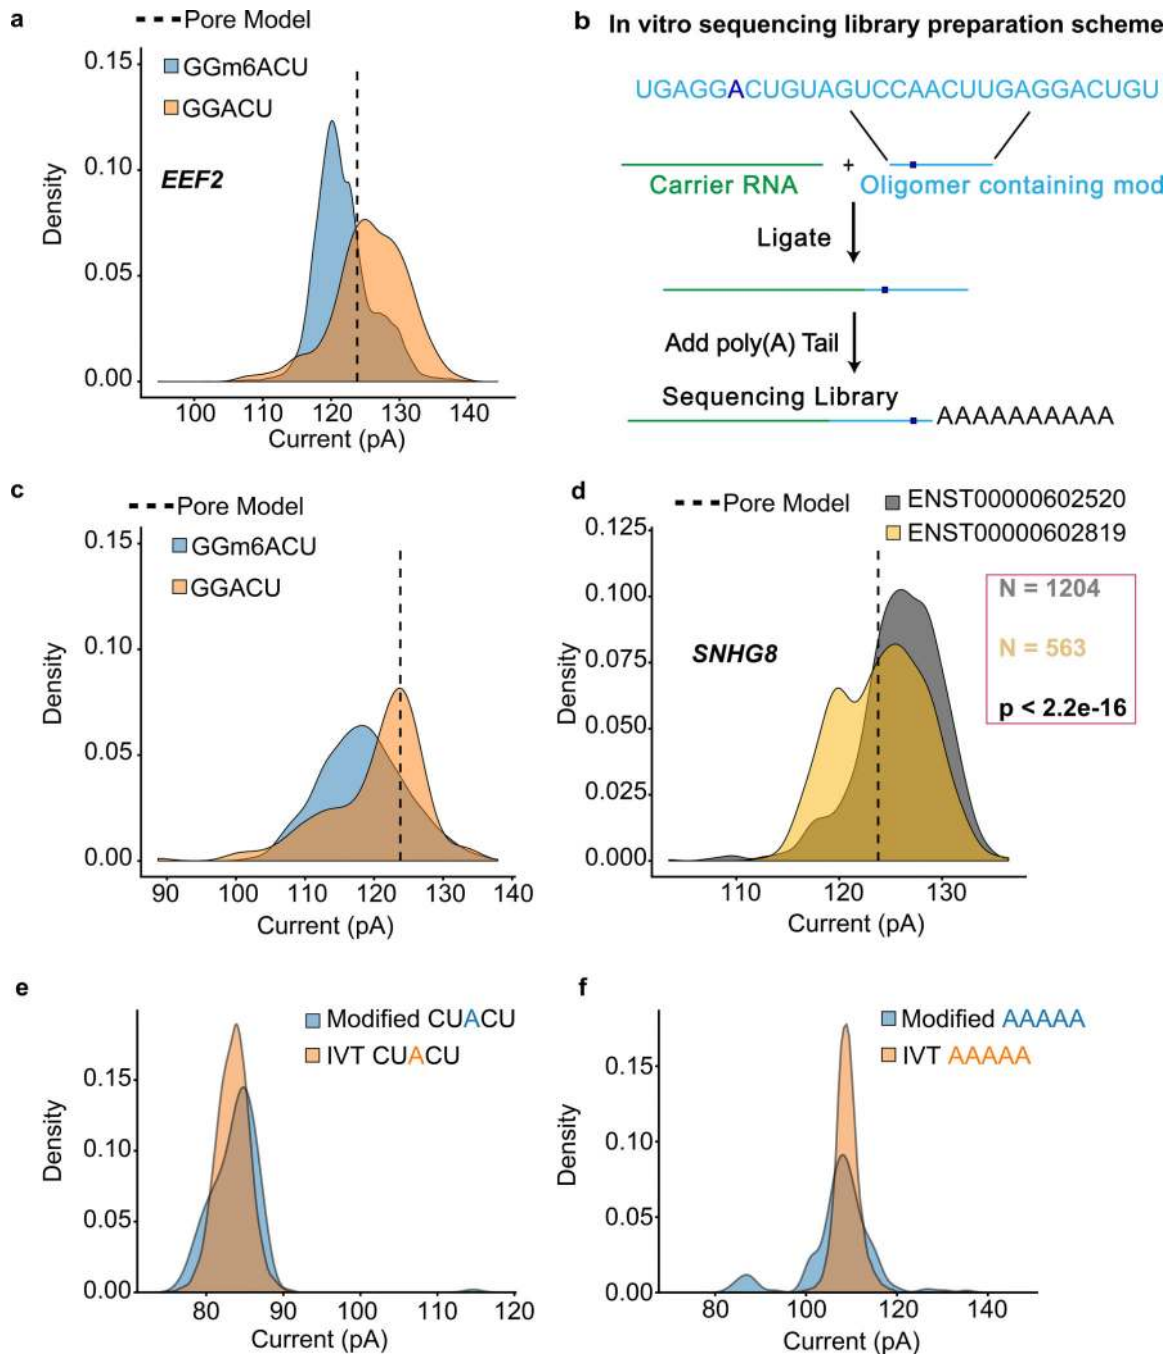 a
Pore Model
GGm6ACU
GGACU
EEF2
0.15
0.10
0.05
0.00
Density
100 110 120 130 140
Current (pA)
b In vitro sequencing library preparation scheme
UGAGGACUGUAGUCCAACUUGAGGACUGU
+
Carrier RNA Oligomer containing mod
Ligate
Add poly(A) Tail
Sequencing Library
AAAAAAAAAA
c
Pore Model
GGm6ACU
GGACU
0.15
0.10
0.05
0.00
Density
90 100 110 120 130 140
Current (pA)
d
Pore Model
ENST00000602520
ENST00000602819
N = 1204
N = 563
p < 2.2e-16
SNHG8
0.125
0.100
0.075
0.050
0.025
0.000
Density
110 120 130
Current (pA)
e
Modified CUACU
IVT CUACU
0.15
0.10
0.05
0.00
Density
80 90 100 110 120
Current (pA)
f
Modified AAAAA
IVT AAAAA
0.15
0.10
0.05
0.00
Density
80 100 120 140
Current (pA)